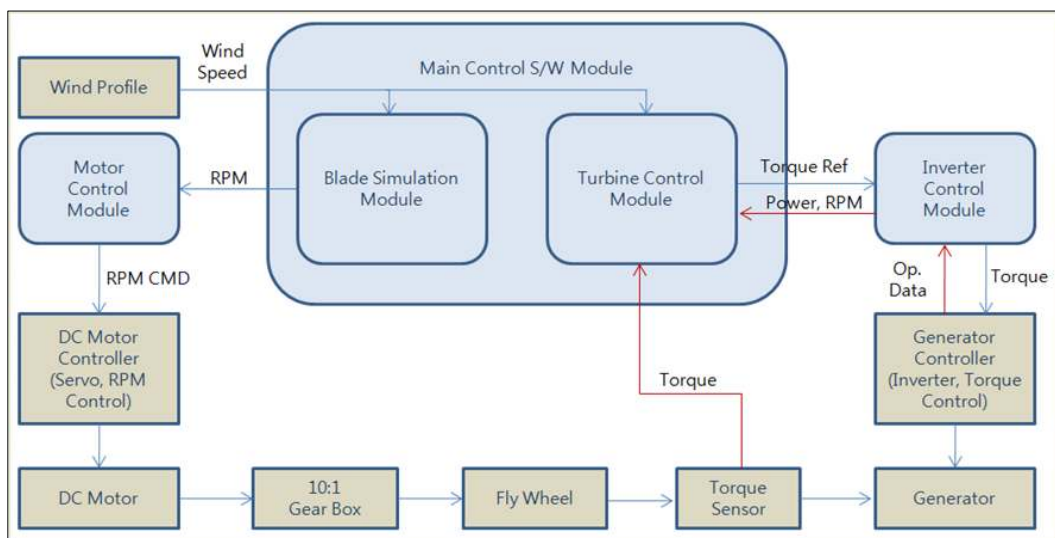 Wind
Speed
Main Control S/W Module
Wind Profile
Motor
Control
Module
RPM
Blade Simulation
Module
Turbine Control
Module
Torque Ref
Power, RPM
Inverter
Control
Module
RPM CMD
Op.
Data
Torque
DC Motor
Controller
(Servo, RPM
Control)
Torque
Generator
Controller
(Inverter, Torque
Control)
DC Motor
10:1
Gear Box
Fly Wheel
Torque
Sensor
Generator